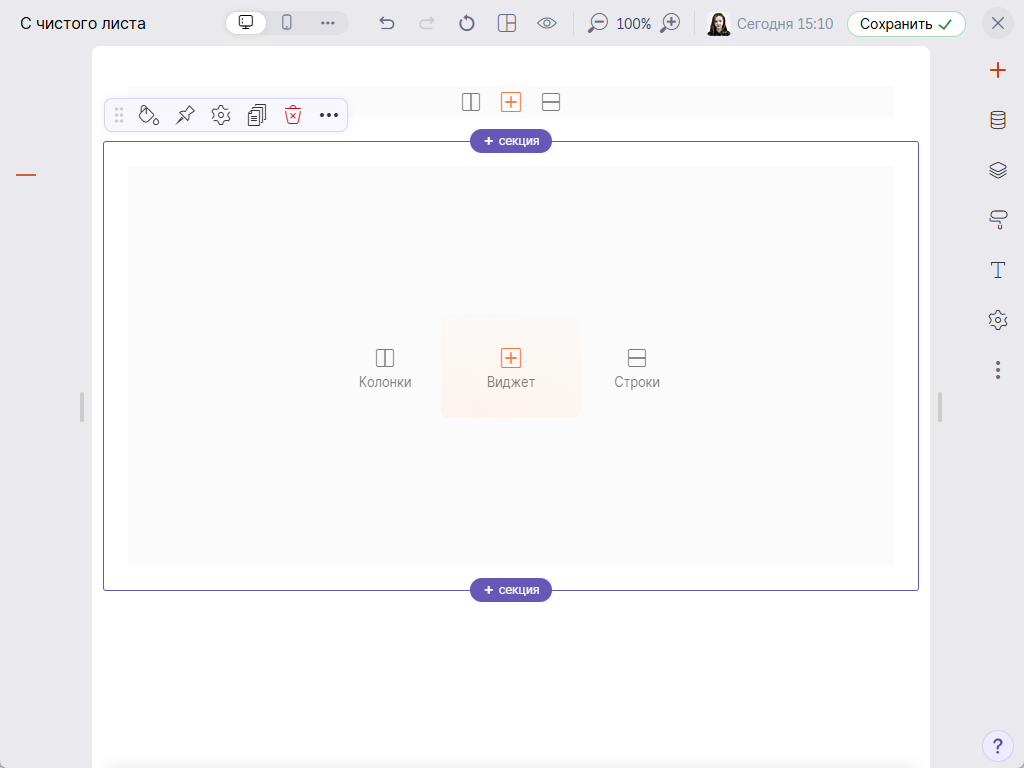 С чистого листа
100%
Сегодня 15:10
Сохранить
+ секция
Колонки
Виджет
Строки
+ секция
?